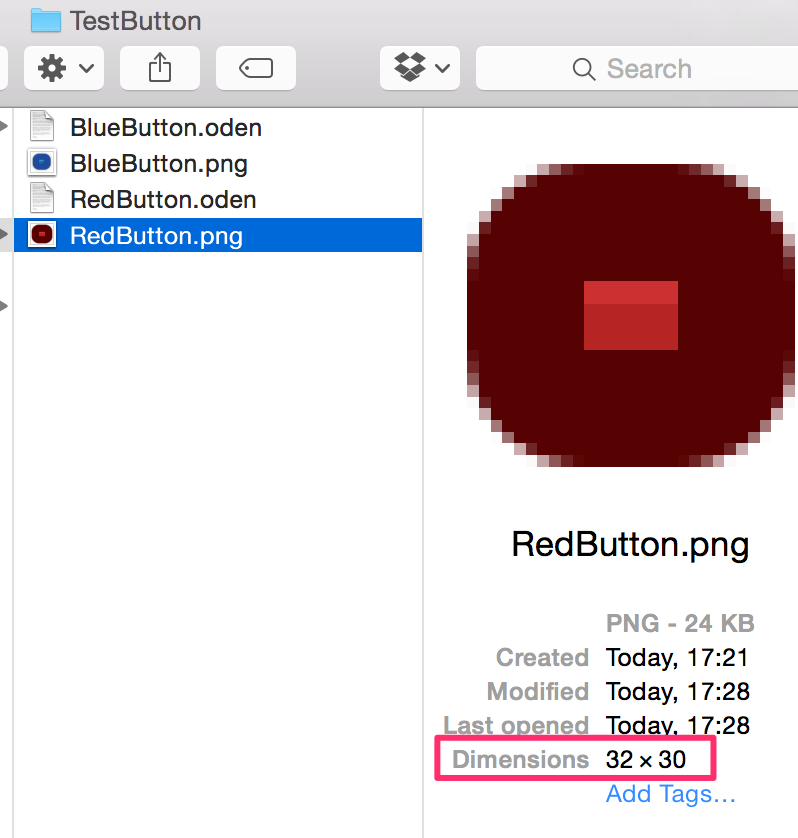 TestButton
Search
BlueButton.oden
BlueButton.png
RedButton.oden
RedButton.png
RedButton.png
PNG - 24 KB
Created Today, 17:21
Modified Today, 17:28
Last opened Today, 17:28
Dimensions 32 × 30
Add Tags…